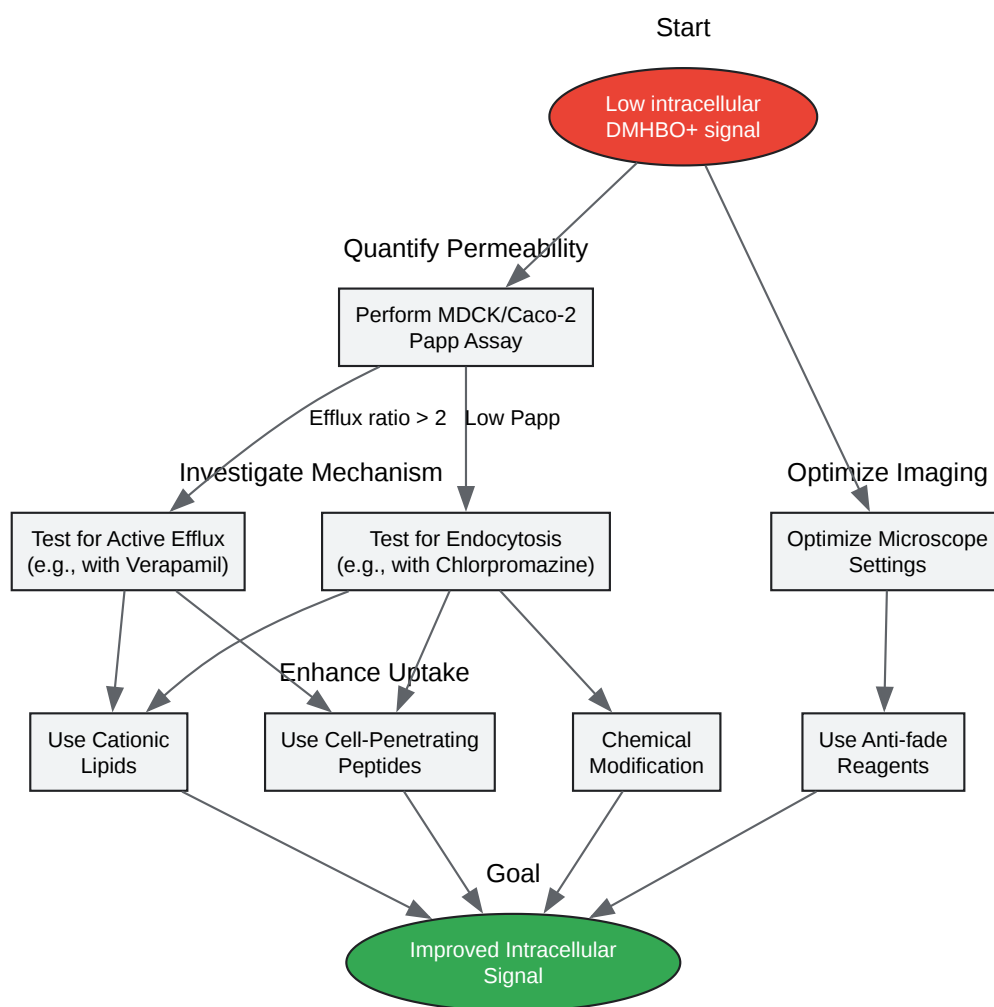 Start
Low intracellular
DMHBO+ signal
Quantify Permeability
Perform MDCK/Caco-2
Papp Assay
Efflux ratio > 2
Low Papp
Investigate Mechanism
Optimize Imaging
Test for Active Efflux
(e.g., with Verapamil)
Test for Endocytosis
(e.g., with Chlorpromazine)
Optimize Microscope
Settings
Enhance Uptake
Use Cationic
Lipids
Use Cell-Penetrating
Peptides
Chemical
Modification
Use Anti-fade
Reagents
Goal
Improved Intracellular
Signal